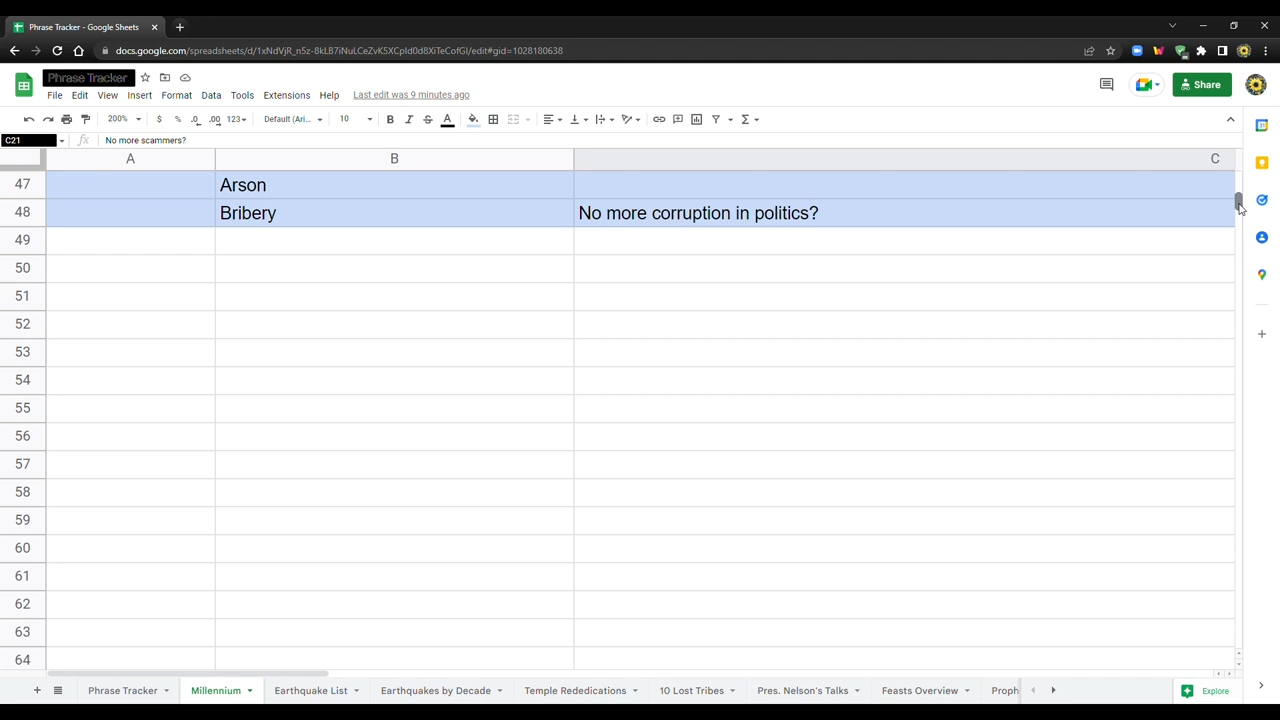 Phrase Tracker - Google Sheets
docs.google.com/spreadsheets/d/1xNdVjR_n5z-8kLB7iNuLCeZvK5XCpId0d8XiTeCofGI/edit#gid=1028180638
Phrase Tracker
File Edit View Insert Format Data Tools Extensions Help Last edit was 9 minutes ago
Share
200% $ % .0 .00 123 Default (Ari... 10 B I S A
C21 fx No more scammers?
A B C
47 Arson
48 Bribery No more corruption in politics?
49
50
51
52
53
54
55
56
57
58
59
60
61
62
63
64
Phrase Tracker Millennium Earthquake List Earthquakes by Decade Temple Rededications 10 Lost Tribes Pres. Nelson's Talks Feasts Overview Proph Explore